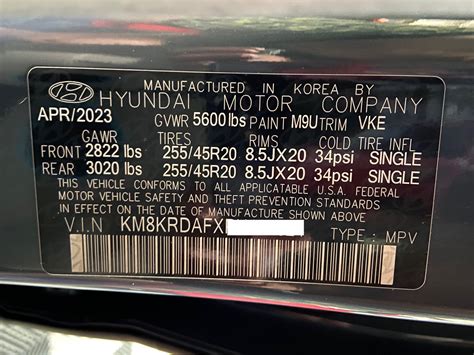 MANUFACTURED IN KOREA BY
HYUNDAI MOTOR COMPANY
APR/2023 GVWR 5600lbs PAINT M9U TRIM VKE
GAWR TIRES RIMS COLD TIRE INFL
FRONT 2822 lbs 255/45R20 8.5JX20 34psi SINGLE
REAR 3020 lbs 255/45R20 8.5JX20 34psi SINGLE
THIS VEHICLE CONFORMS TO ALL APPLICABLE U.S.A. FEDERAL
MOTOR VEHICLE SAFETY AND THEFT PREVENTION STANDARDS
IN EFFECT ON THE DATE OF MANUFACTURE SHOWN ABOVE.
V.I.N KM8KRDAFX
TYPE: MPV